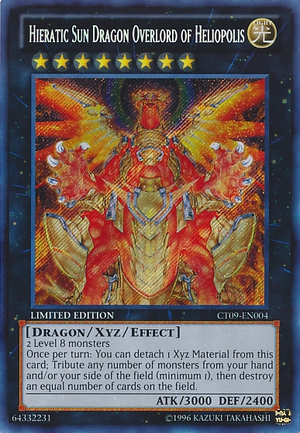 Hieratic Sun Dragon Overlord of Heliopolis
LIGHT
光
LIMITED EDITION
CT09-EN004
[Dragon/Xyz/Effect]
2 Level 8 monsters
Once per turn: You can detach 1 Xyz Material from this
card; Tribute any number of monsters from your hand
and/or your side of the field (minimum 1), then destroy
an equal number of cards on the field.
ATK/3000 DEF/2400
64332231
©1996 KAZUKI TAKAHASHI